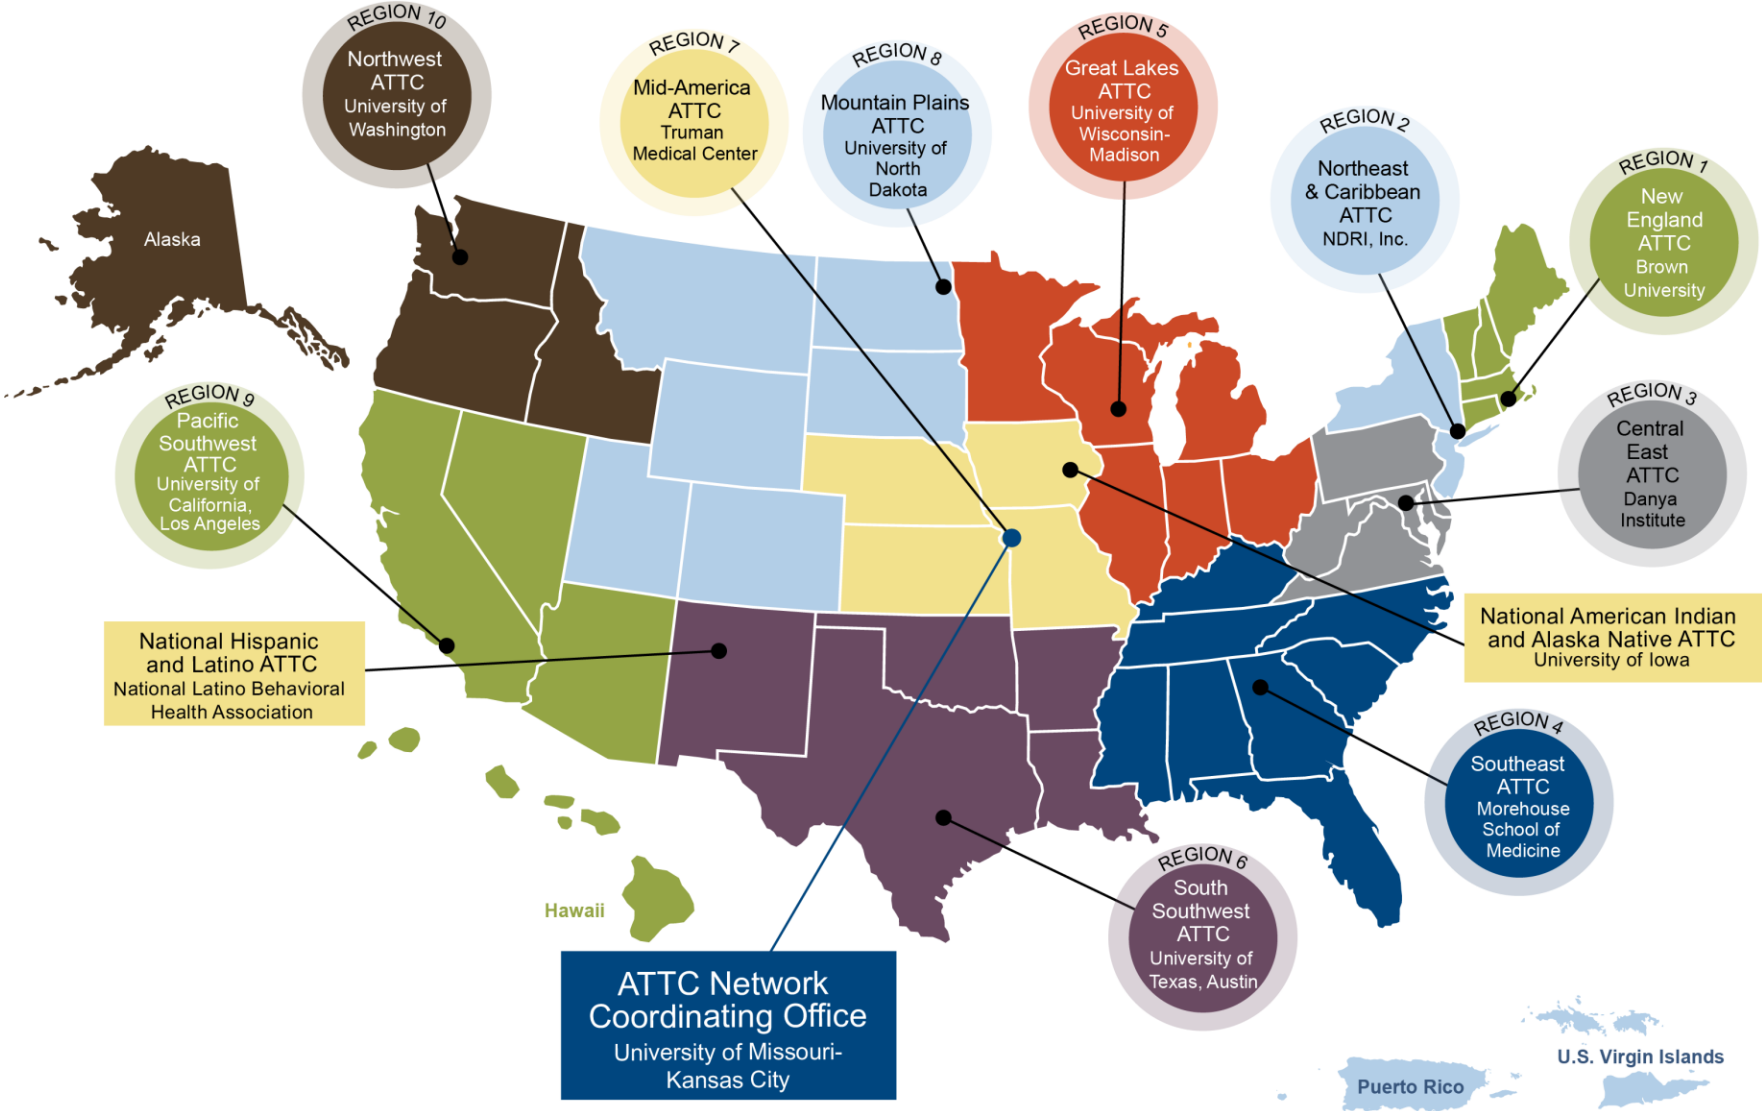 REGION 10
Northwest
ATTC
University of
Washington
REGION 7
Mid-America
ATTC
Truman
Medical Center
REGION 8
Mountain Plains
ATTC
University of
North
Dakota
REGION 5
Great Lakes
ATTC
University of
Wisconsin-
Madison
REGION 2
Northeast
& Caribbean
ATTC
NDRI, Inc.
REGION 1
New
England
ATTC
Brown
University
Alaska
REGION 9
Pacific
Southwest
ATTC
University of
California,
Los Angeles
REGION 3
Central
East
ATTC
Danya
Institute
National Hispanic
and Latino ATTC
National Latino Behavioral
Health Association
National American Indian
and Alaska Native ATTC
University of Iowa
REGION 4
Southeast
ATTC
Morehouse
School of
Medicine
REGION 6
South
Southwest
ATTC
University of
Texas, Austin
Hawaii
ATTC Network
Coordinating Office
University of Missouri-
Kansas City
U.S. Virgin Islands
Puerto Rico